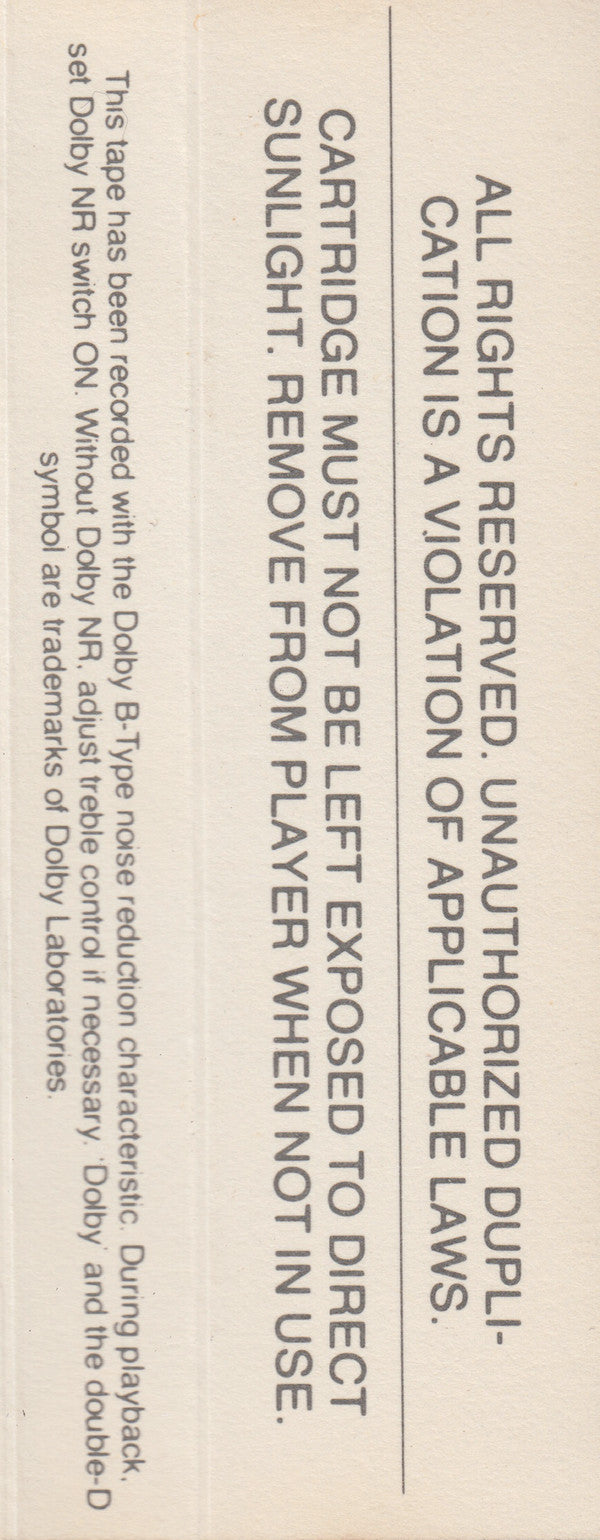 ALL RIGHTS RESERVED. UNAUTHORIZED DUPLI-
CATION IS A VIOLATION OF APPLICABLE LAWS.
CARTRIDGE MUST NOT BE LEFT EXPOSED TO DIRECT
SUNLIGHT. REMOVE FROM PLAYER WHEN NOT IN USE.
This tape has been recorded with the Dolby B-Type noise reduction characteristic. During playback,
set Dolby NR switch ON. Without Dolby NR, adjust treble control if necessary. 'Dolby' and the double-D
symbol are trademarks of Dolby Laboratories.